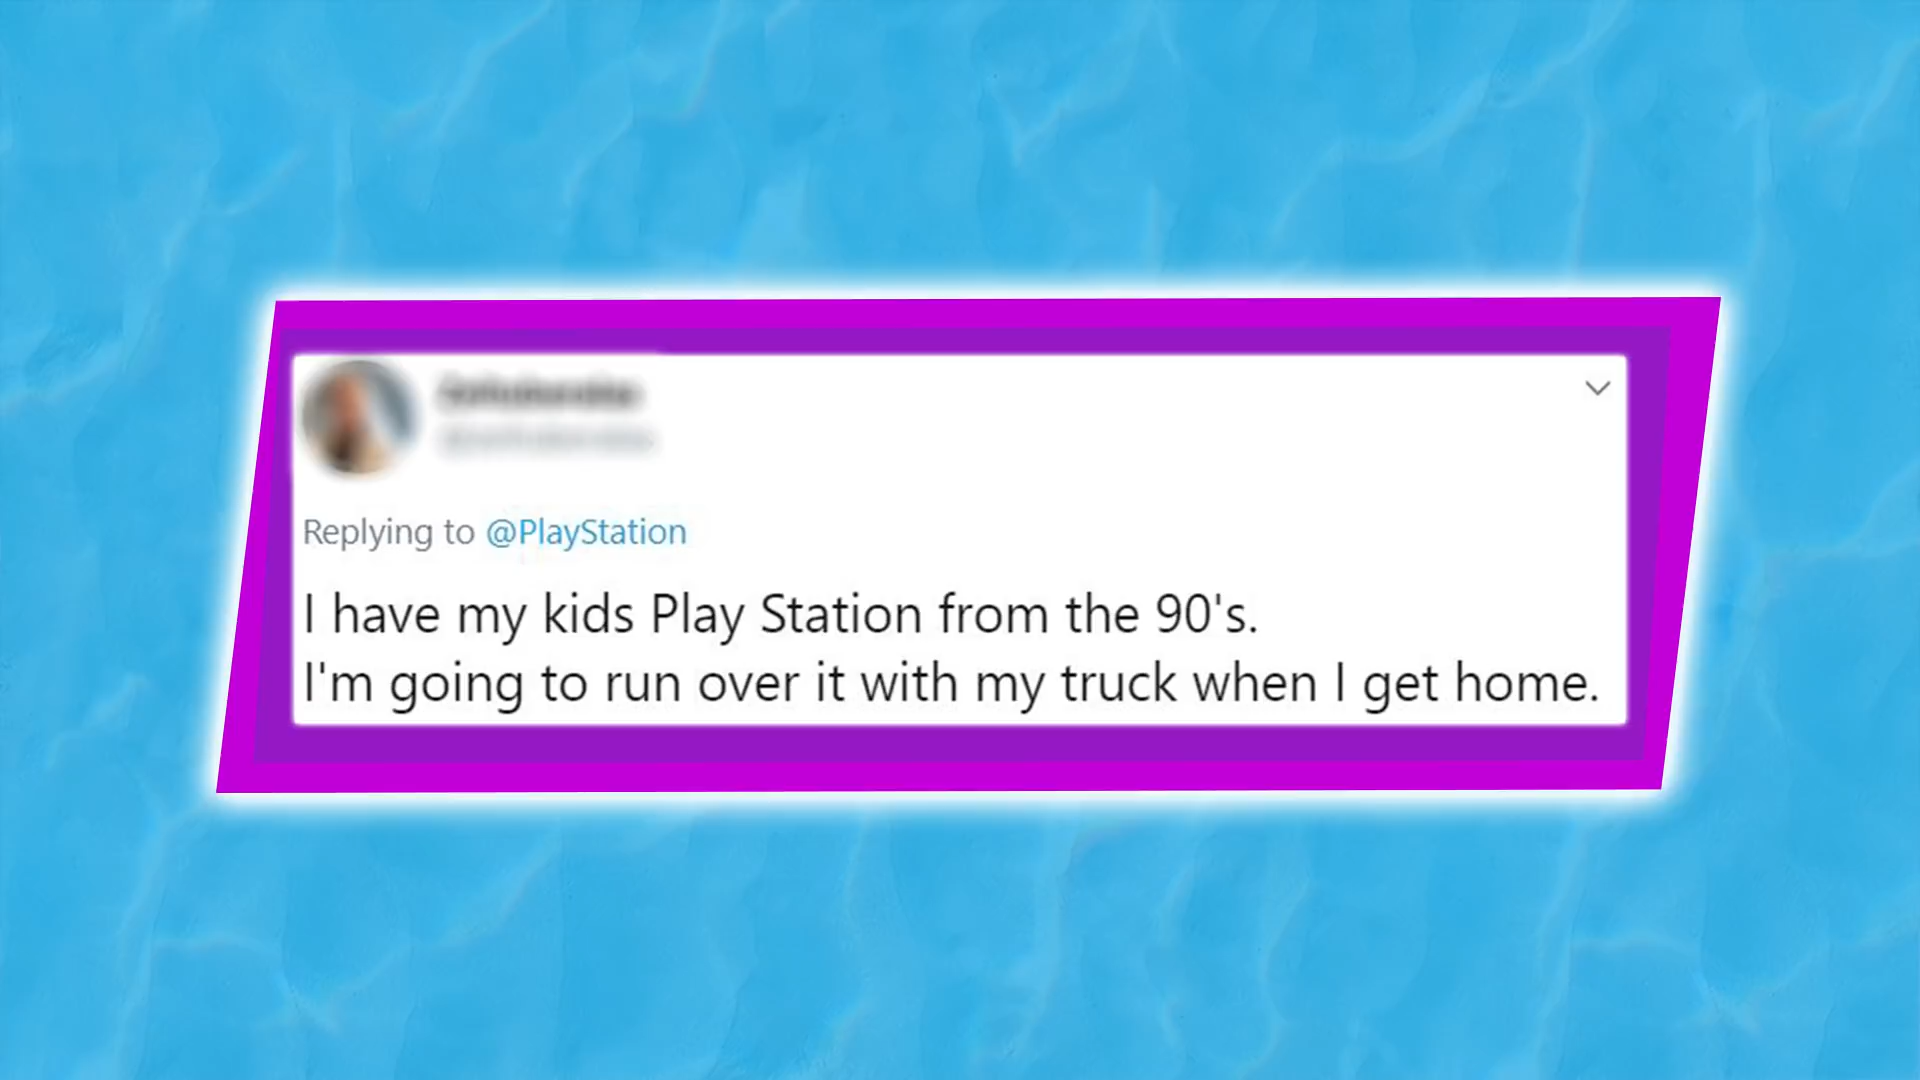 Replying to @PlayStation
I have my kids Play Station from the 90's.
I'm going to run over it with my truck when I get home.